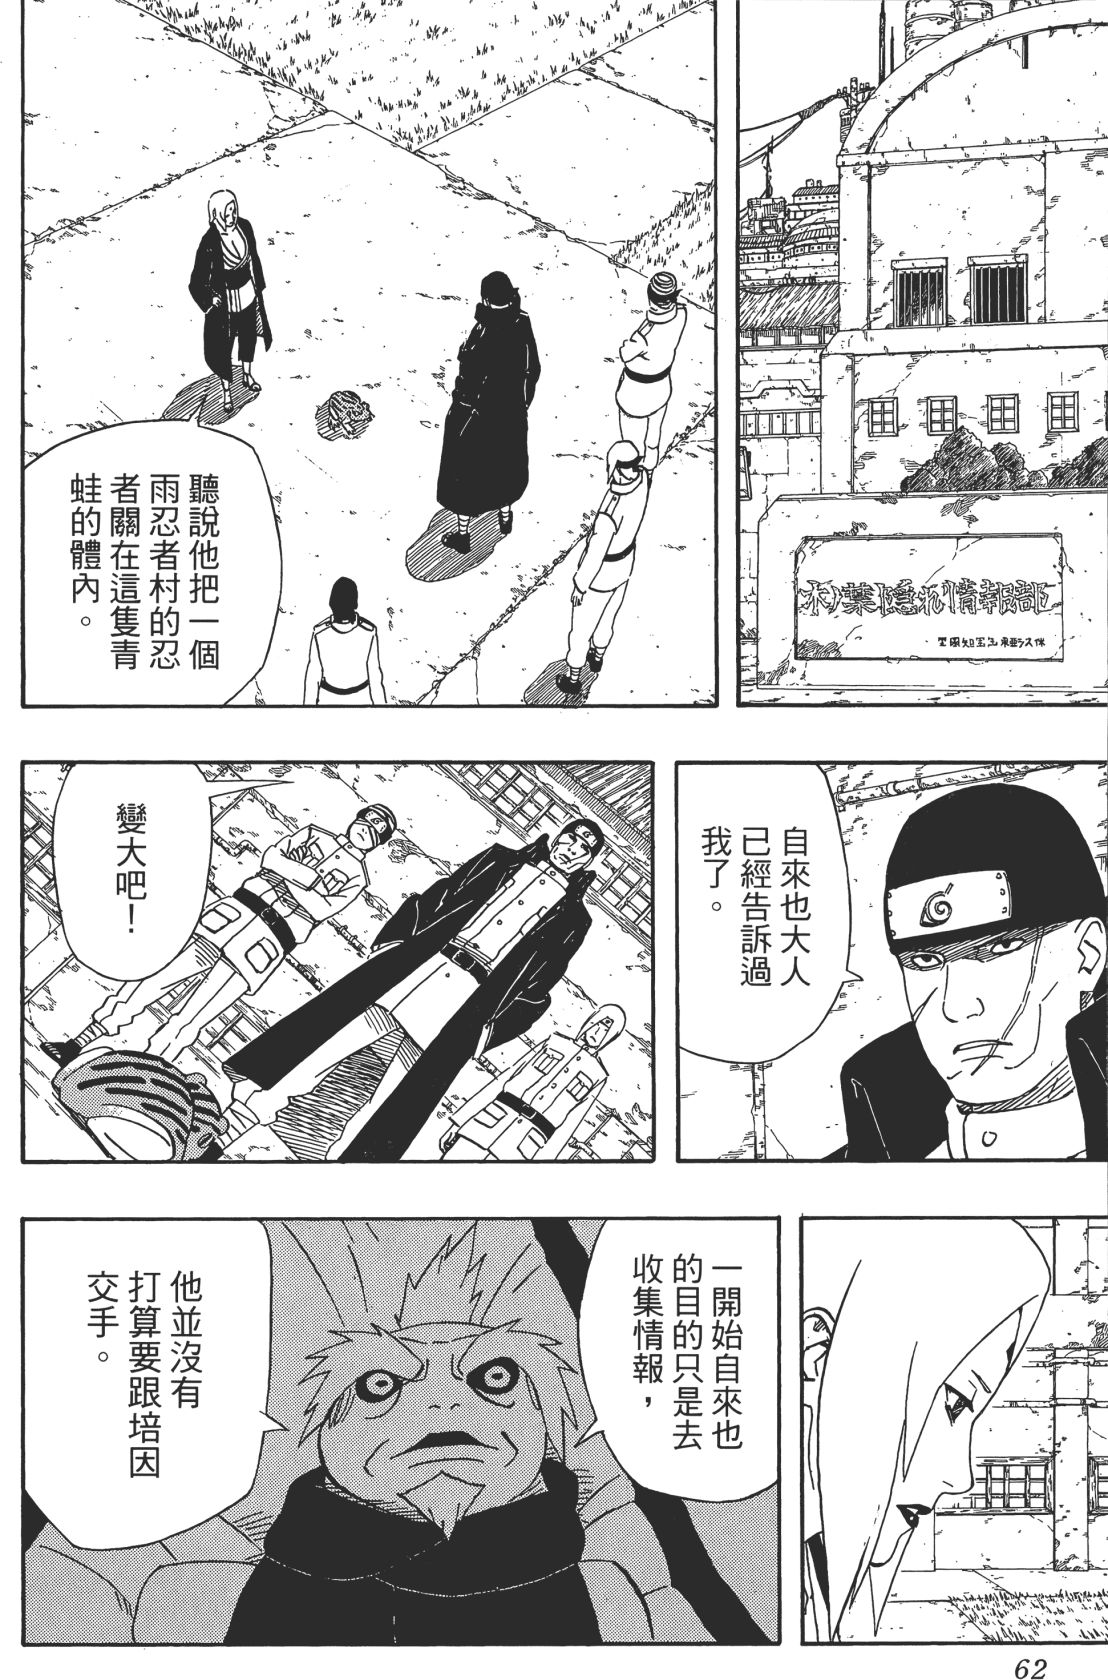 木ノ葉隠れ情報部
聽說他把一個
雨忍者村的忍
者關在這隻青
蛙的體內。
自來也大人
已經告訴過
我了。
變大吧！
一開始自來也
的目的只是去
收集情報，
他並沒有
打算要跟培因
交手。
62